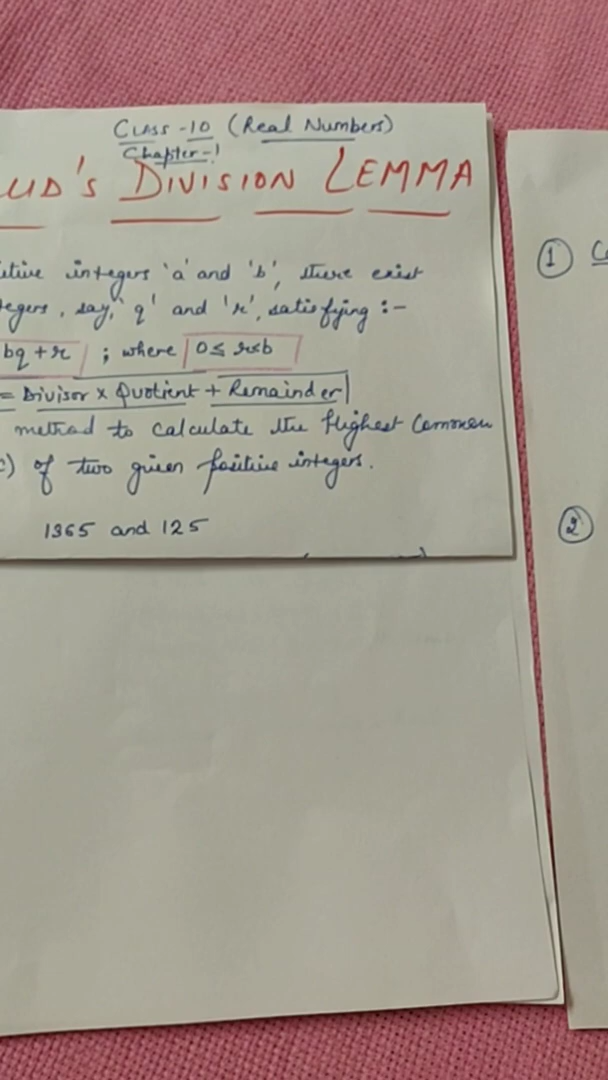 CLASS-10 (Real Numbers)
Chapter-1
UD'S DIVISION LEMMA
itive integers 'a' and 'b', there exist
tegers, say, 'q' and 'r', satisfying :-
bq + r ; where 0 ≤ r < b
= Divisor x Quotient + Remainder
method to calculate the Highest Common
c) of two given positive integers.
1365 and 125
1
2